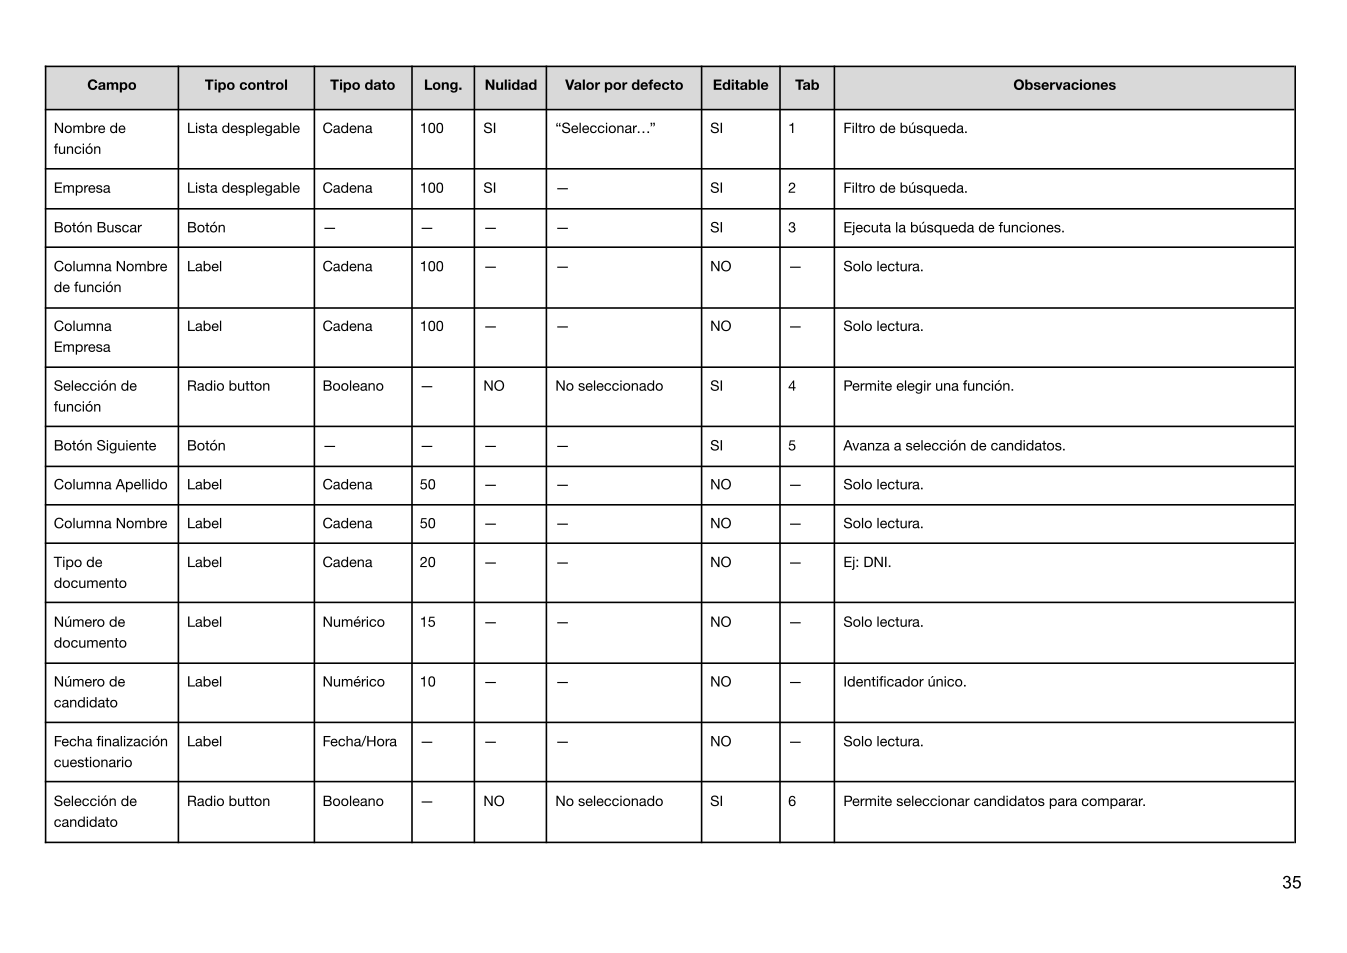 Campo Tipo control Tipo dato Long. Nulidad Valor por defecto Editable Tab Observaciones
Nombre de Lista desplegable Cadena 100 SI “Seleccionar…” SI 1 Filtro de búsqueda.
función
Empresa Lista desplegable Cadena 100 SI — SI 2 Filtro de búsqueda.
Botón Buscar Botón — — — — SI 3 Ejecuta la búsqueda de funciones.
Columna Nombre Label Cadena 100 — — NO — Solo lectura.
de función
Columna Label Cadena 100 — — NO — Solo lectura.
Empresa
Selección de Radio button Booleano — NO No seleccionado SI 4 Permite elegir una función.
función
Botón Siguiente Botón — — — — SI 5 Avanza a selección de candidatos.
Columna Apellido Label Cadena 50 — — NO — Solo lectura.
Columna Nombre Label Cadena 50 — — NO — Solo lectura.
Tipo de Label Cadena 20 — — NO — Ej: DNI.
documento
Número de Label Numérico 15 — — NO — Solo lectura.
documento
Número de Label Numérico 10 — — NO — Identificador único.
candidato
Fecha finalización Label Fecha/Hora — — — NO — Solo lectura.
cuestionario
Selección de Radio button Booleano — NO No seleccionado SI 6 Permite seleccionar candidatos para comparar.
candidato
35